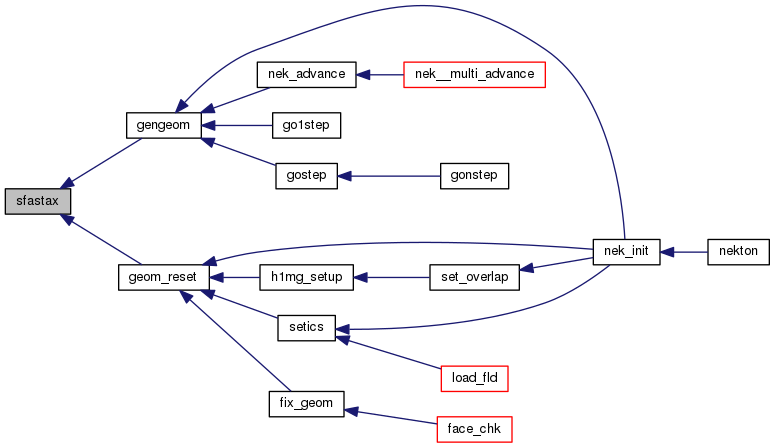 nek_advance
nek__multi_advance
gengeom
go1step
gostep
gonstep
sfastax
nek_init
nekton
geom_reset
h1mg_setup
set_overlap
setics
load_fld
fix_geom
face_chk